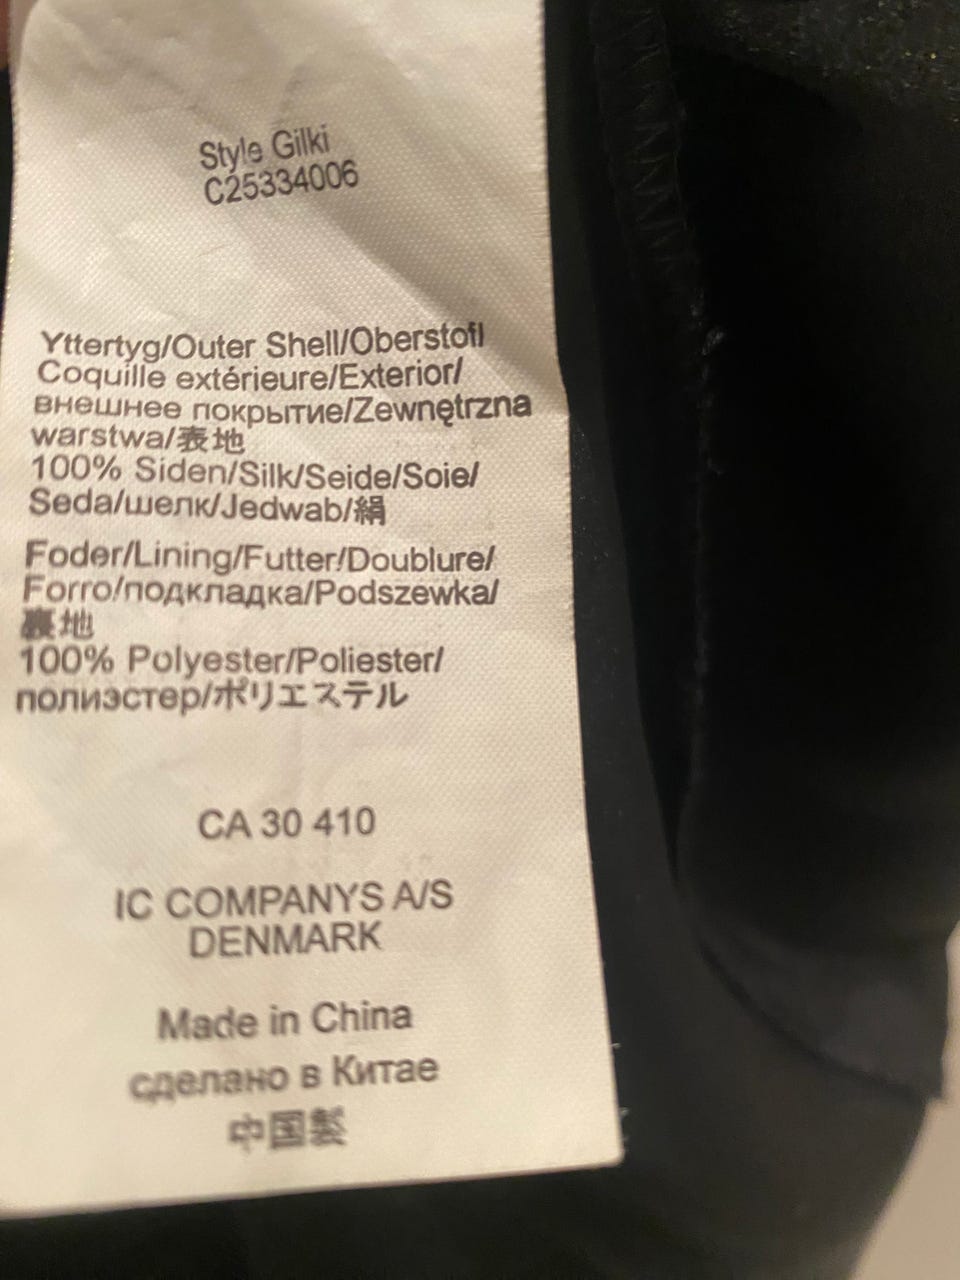 Style Gilki
C25334006
Yttertyg/Outer Shell/Oberstoff
Coquille extérieure/Exterior/
внешнее покрытие/Zewnętrzna
warstwa/表地
100% Siden/Silk/Seide/Soie/
Seda/шелк/Jedwab/絹
Foder/Lining/Futter/Doublure/
Forro/подкладка/Podszewka/
裏地
100% Polyester/Poliester/
полиэстер/ポリエステル
CA 30 410
IC COMPANYS A/S
DENMARK
Made in China
сделано в Китае
中国製